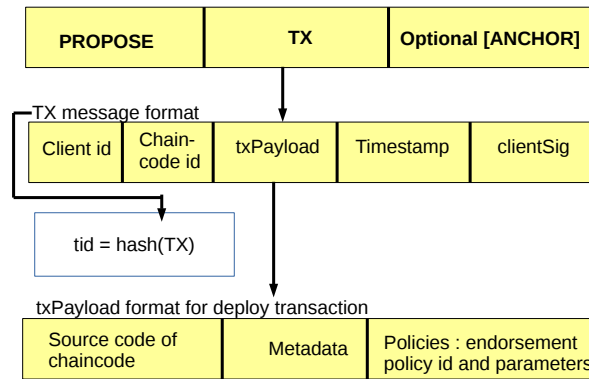 PROPOSE
TX
Optional [ANCHOR]
TX message format
Client id
Chain-
code id
txPayload
Timestamp
clientSig
tid = hash(TX)
txPayload format for deploy transaction
Source code of
chaincode
Metadata
Policies : endorsement
policy id and parameters